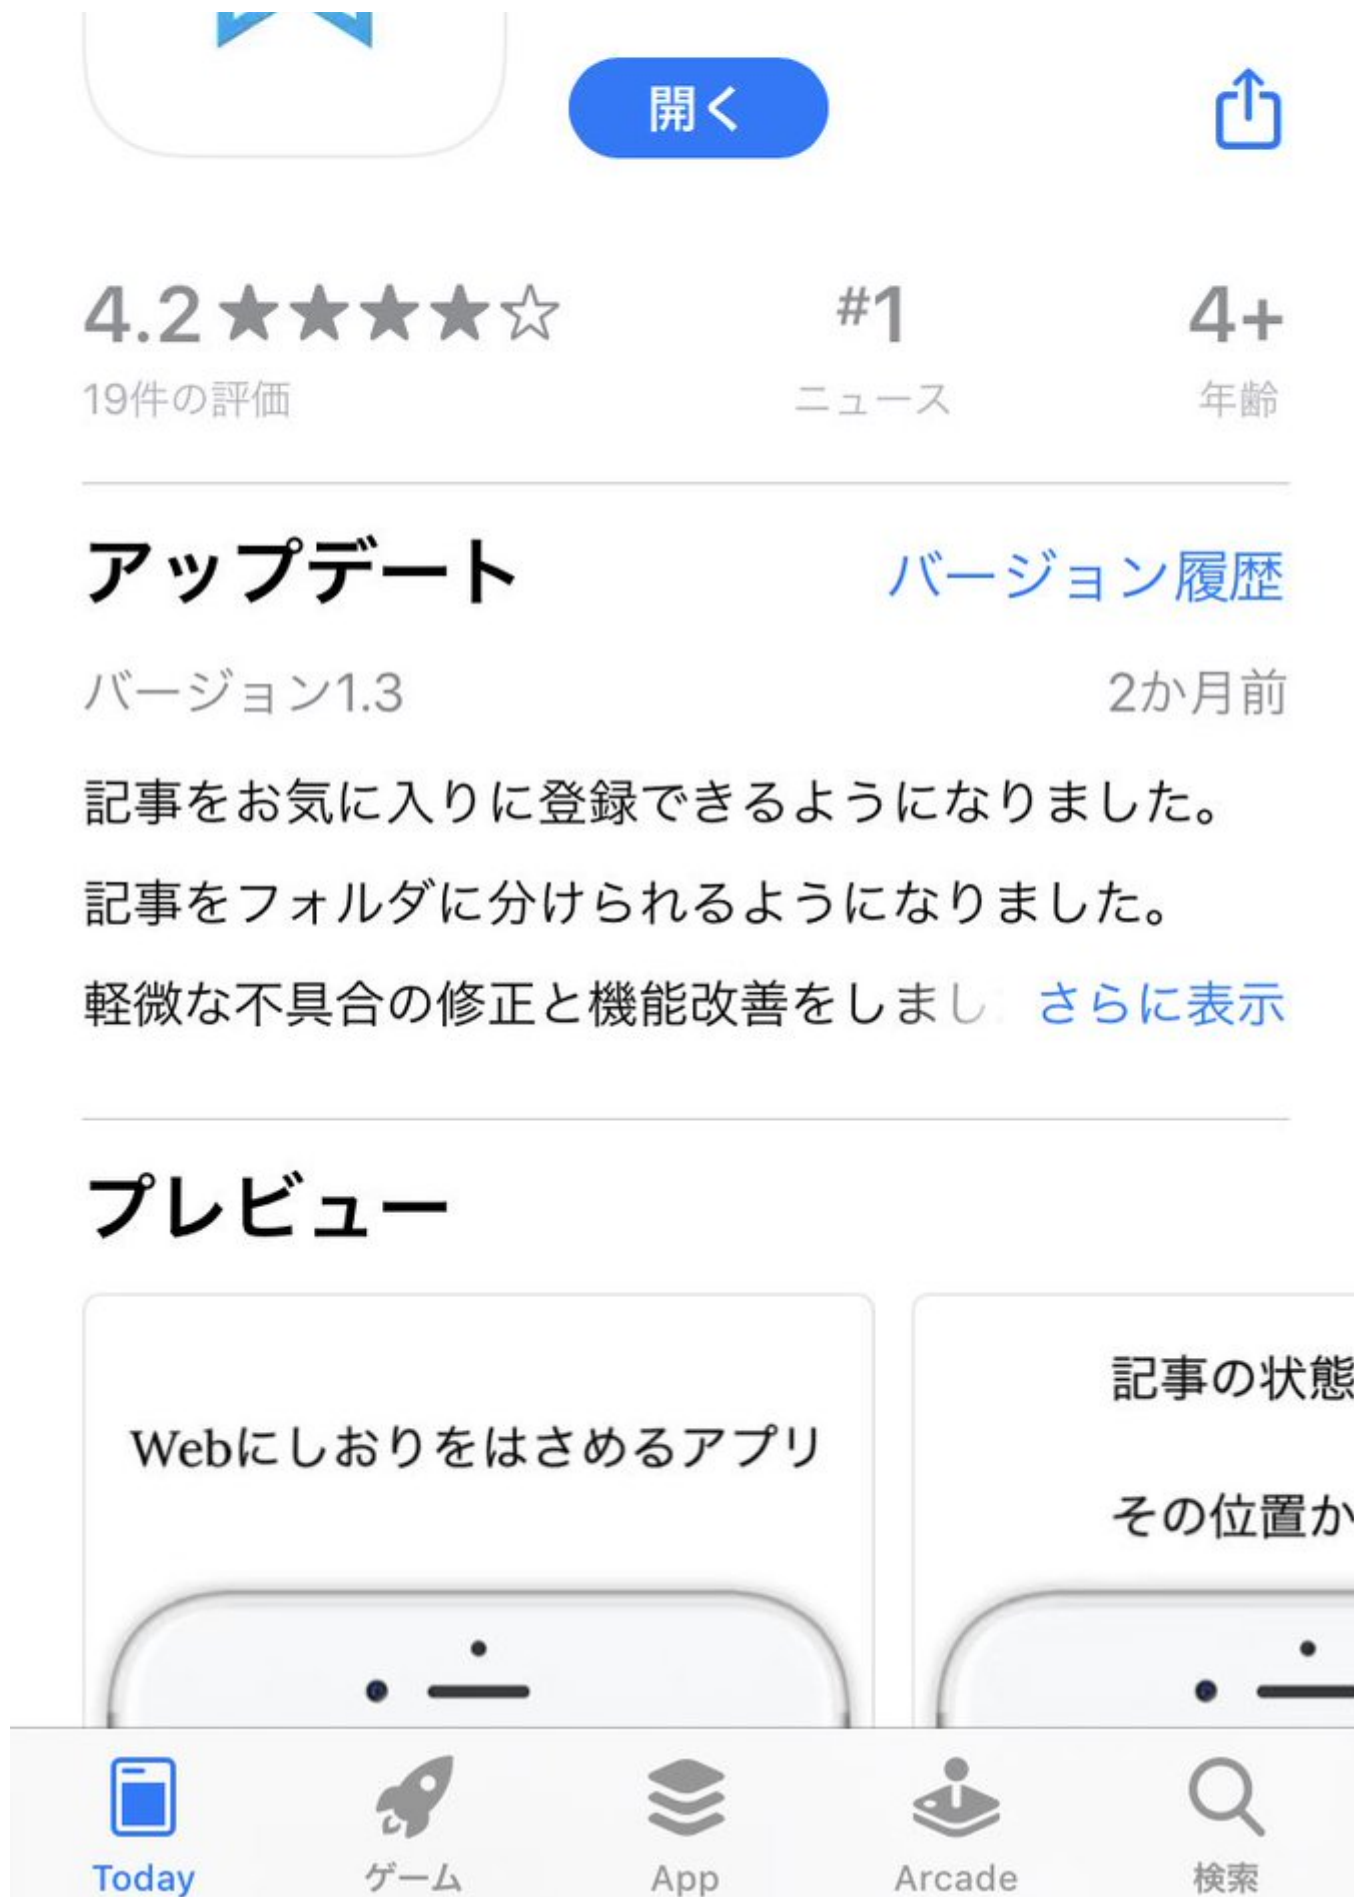 開く
4.2★★★★☆
#1
4+
19件の評価
ニュース
年齢
アップデート
バージョン履歴
バージョン1.3
2か月前
記事をお気に入りに登録できるようになりました。
記事をフォルダに分けられるようになりました。
軽微な不具合の修正と機能改善をしまし
さらに表示
プレビュー
Webにしおりをはさめるアプリ
記事の状態
その位置か
Today
ゲーム
App
Arcade
検索